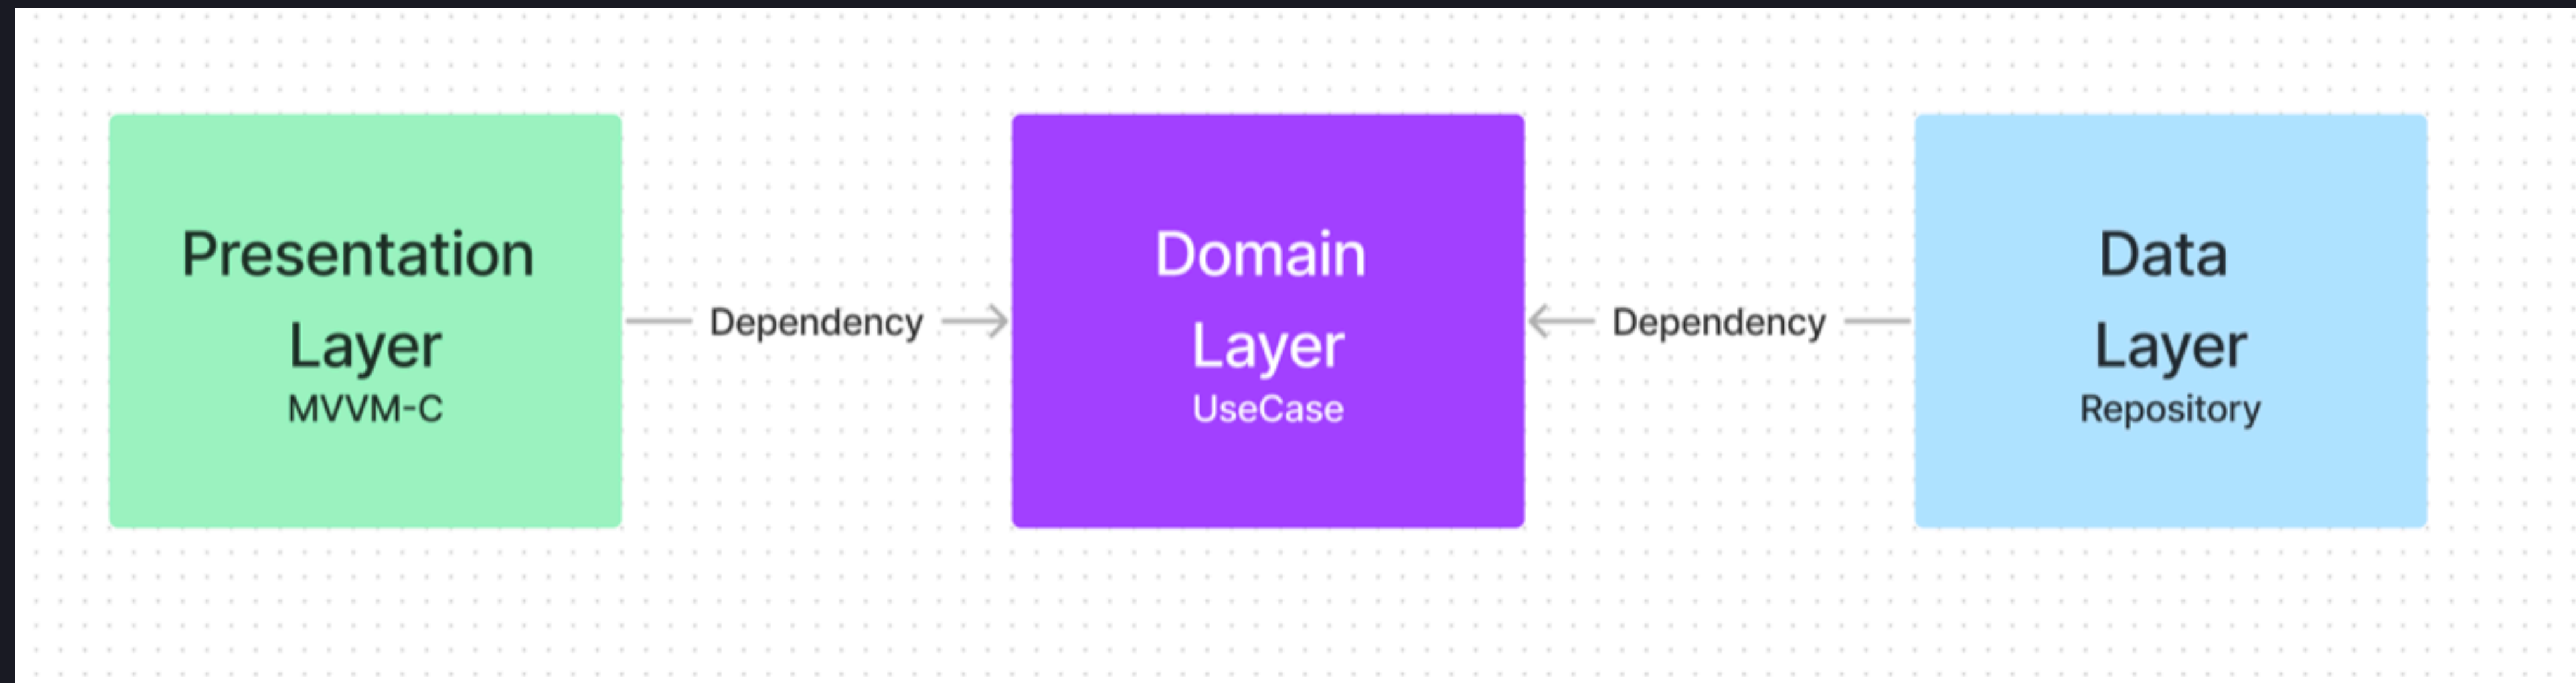 Presentation
Layer
MVVM-C
Dependency
Domain
Layer
UseCase
Dependency
Data
Layer
Repository